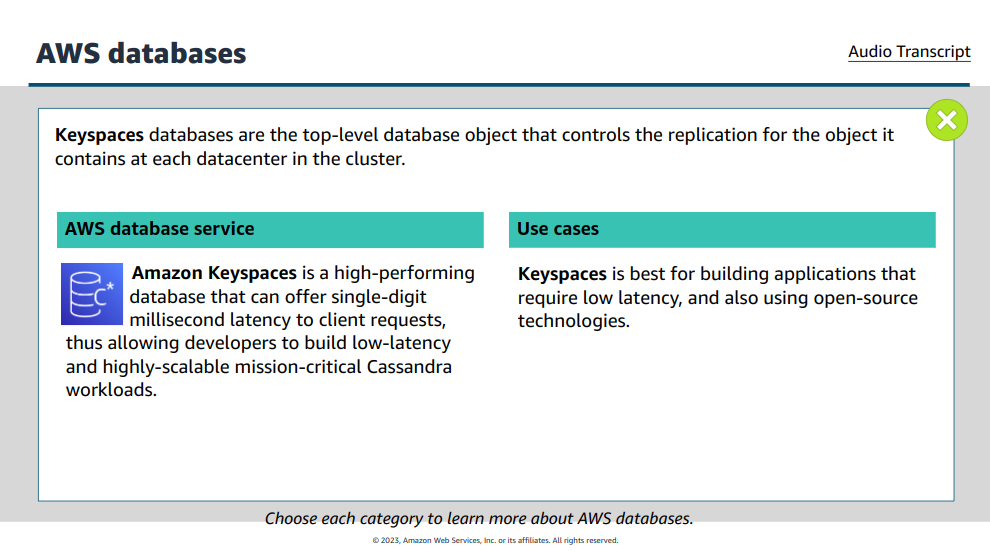 AWS databases
Audio Transcript
Keyspaces databases are the top-level database object that controls the replication for the object it
contains at each datacenter in the cluster.
AWS database service
Amazon Keyspaces is a high-performing
database that can offer single-digit
millisecond latency to client requests,
thus allowing developers to build low-latency
and highly-scalable mission-critical Cassandra
workloads.
Use cases
Keyspaces is best for building applications that
require low latency, and also using open-source
technologies.
C*
Choose each category to learn more about AWS databases.
© 2023, Amazon Web Services, Inc. or its affiliates. All rights reserved.